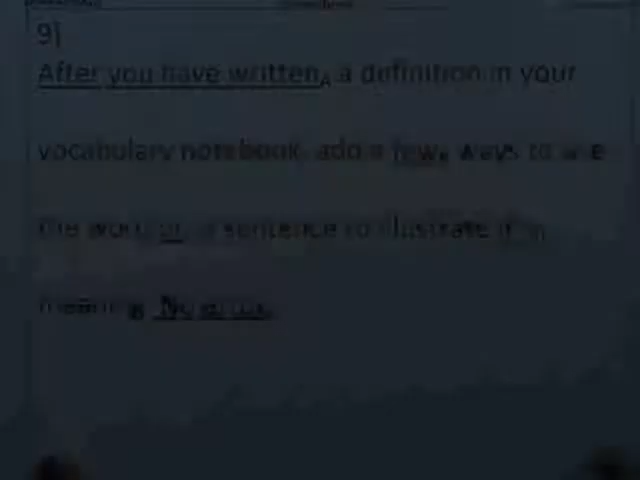 9]
After you have written a definition in your
vocabulary notebook, add a few ways to use
the word in a sentence to illustrate its
meaning. No error